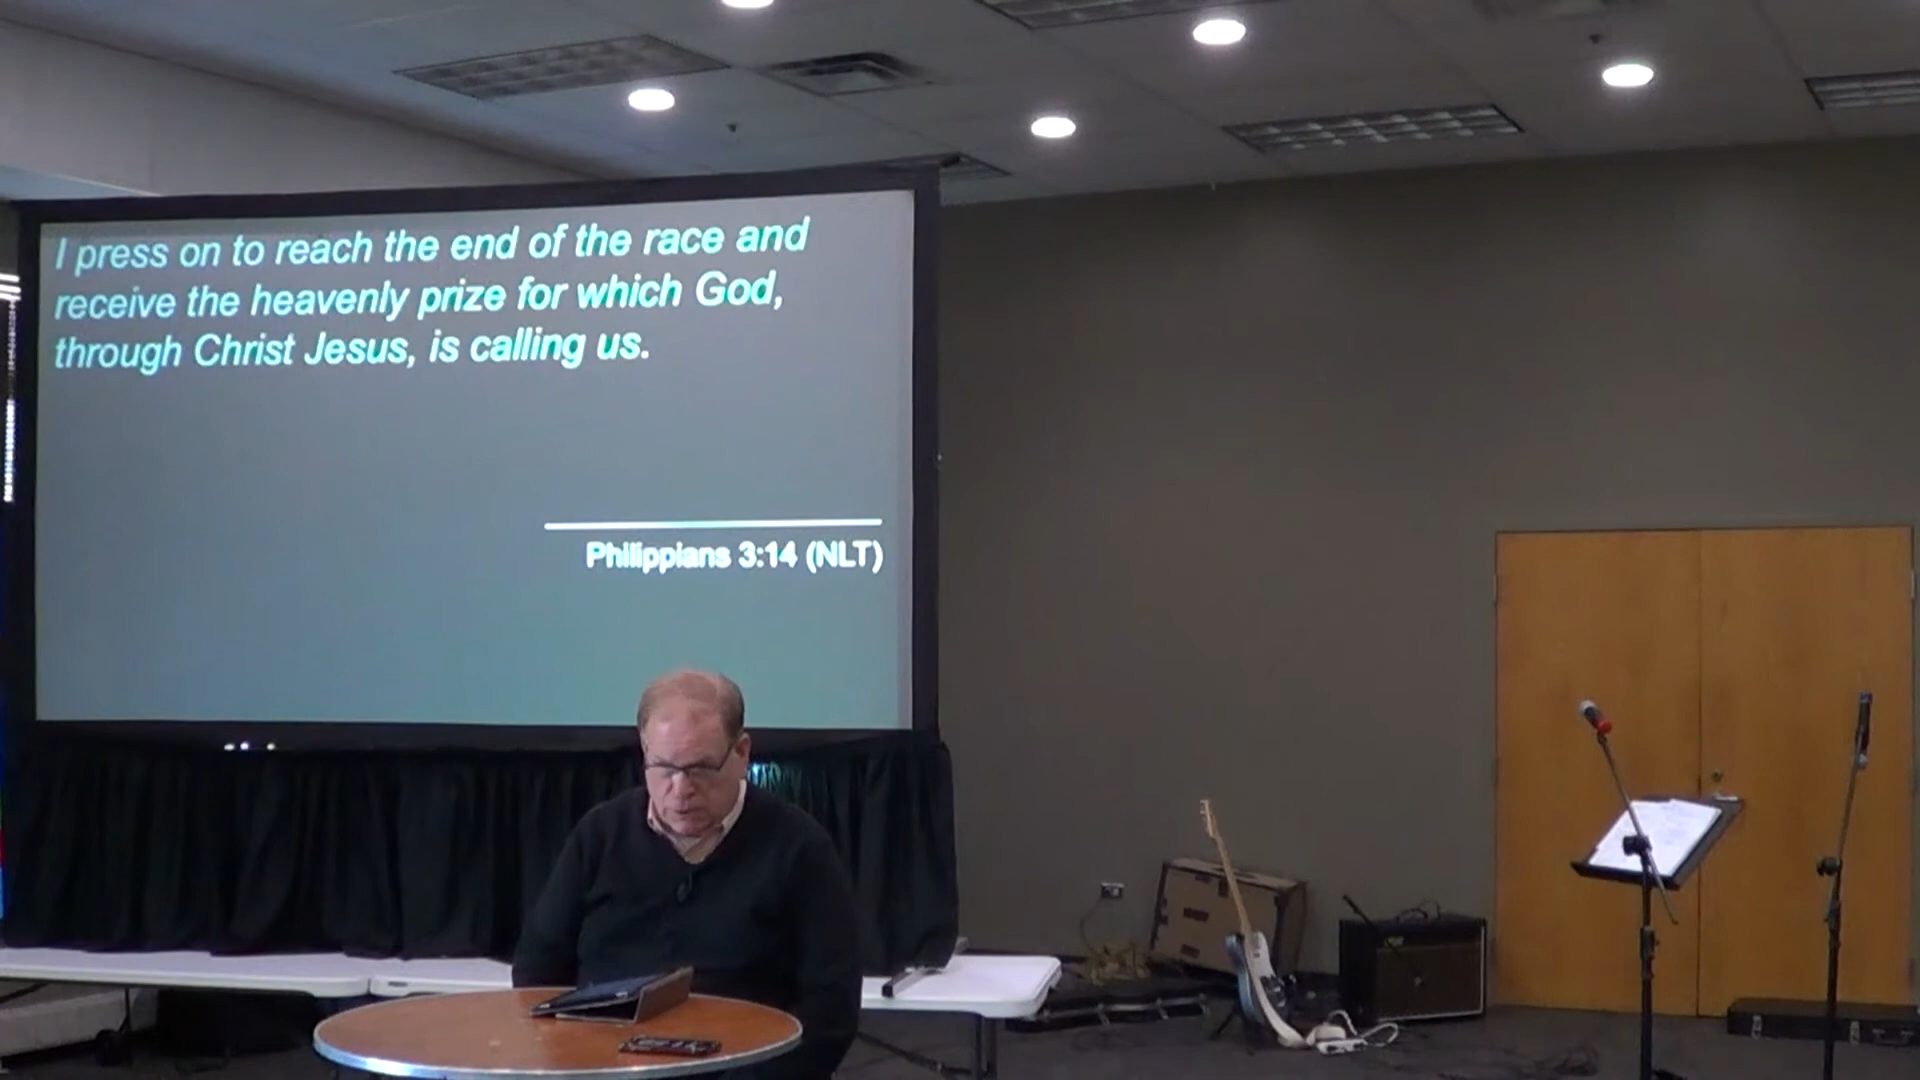 I press on to reach the end of the race and
receive the heavenly prize for which God,
through Christ Jesus, is calling us.
Philippians 3:14 (NLT)